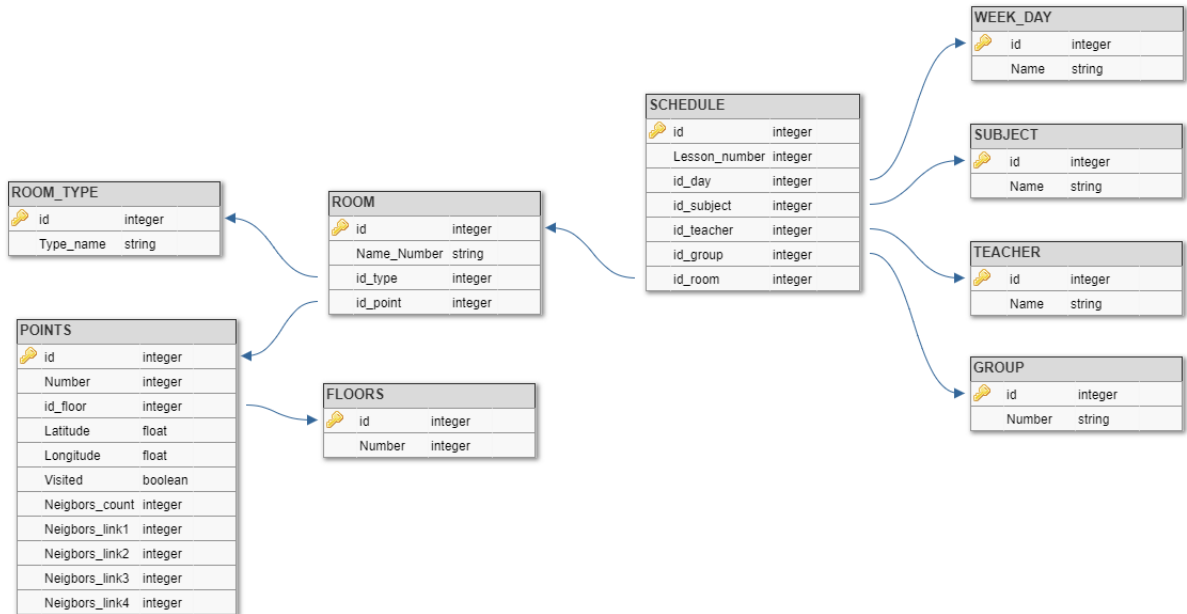 WEEK_DAY
id integer
Name string
SCHEDULE
id integer
Lesson_number integer
id_day integer
id_subject integer
id_teacher integer
id_group integer
id_room integer
SUBJECT
id integer
Name string
ROOM_TYPE
id integer
Type_name string
ROOM
id integer
Name_Number string
id_type integer
id_point integer
TEACHER
id integer
Name string
POINTS
id integer
Number integer
id_floor integer
Latitude float
Longitude float
Visited boolean
Neigbors_count integer
Neigbors_link1 integer
Neigbors_link2 integer
Neigbors_link3 integer
Neigbors_link4 integer
FLOORS
id integer
Number integer
GROUP
id integer
Number string